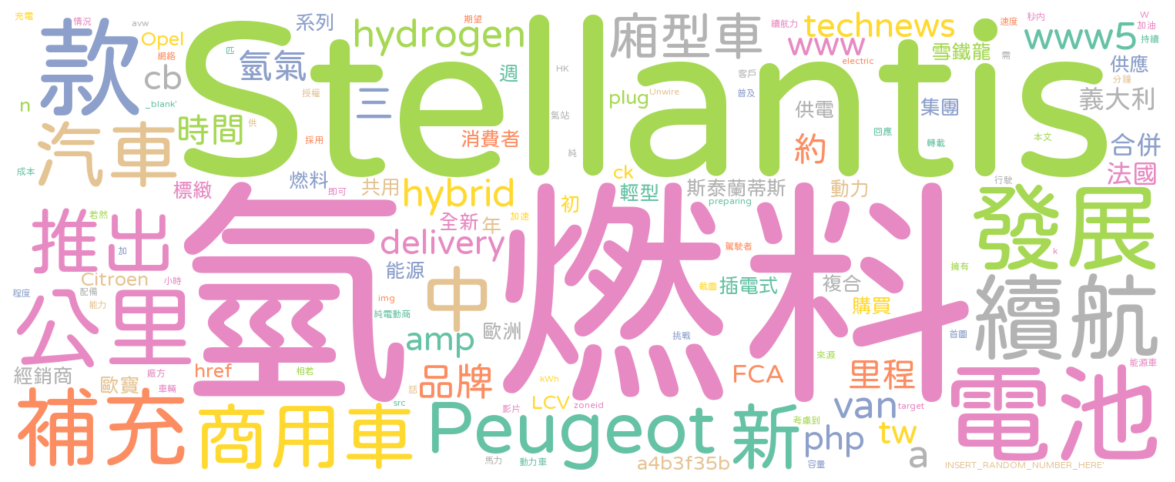 Stellantis
氫燃料
款
汽車
時間
推出
公里
補充
商用車
Peugeot
新
電池
續航
發展
中
廂型車
technews
www
www5
hydrogen
hybrid
delivery
氫氣
系列
Opel
cb
網絡
充電
情況
avw
n
_blank'
授權
供
成本
三
週
期望
匹
HK
消費者
採用
plug
Unwire
氣站
純
客戶
普及
electric
供電
約
回應
雪鐵龍
集團
轉載
速度
秒內
需
本文
W
加油
持續
供應
分鐘
義大利
合併
法國
行駛
標緻
燃料
即可
共用
全新
年
初
加速
ck
輕型
斯泰蘭蒂斯
preparing
動力
駕駛者
若然
加
Citroen
小時
程度
配備
能力
能源
img
純電動商
amp
歐洲
插電式
載圖
複合
購買
挑戰
來源
擁有
k
首圖
能源車
經銷商
廠方
歐寶
車輛
href
相若
src
品牌
話
kWh
LCV
zoneid
影片
FCA
里程
van
target
php
tw
a
考慮到
容量
a4b3f35b
馬力
動力車
INSERT_RANDOM_NUMBER_HERE'